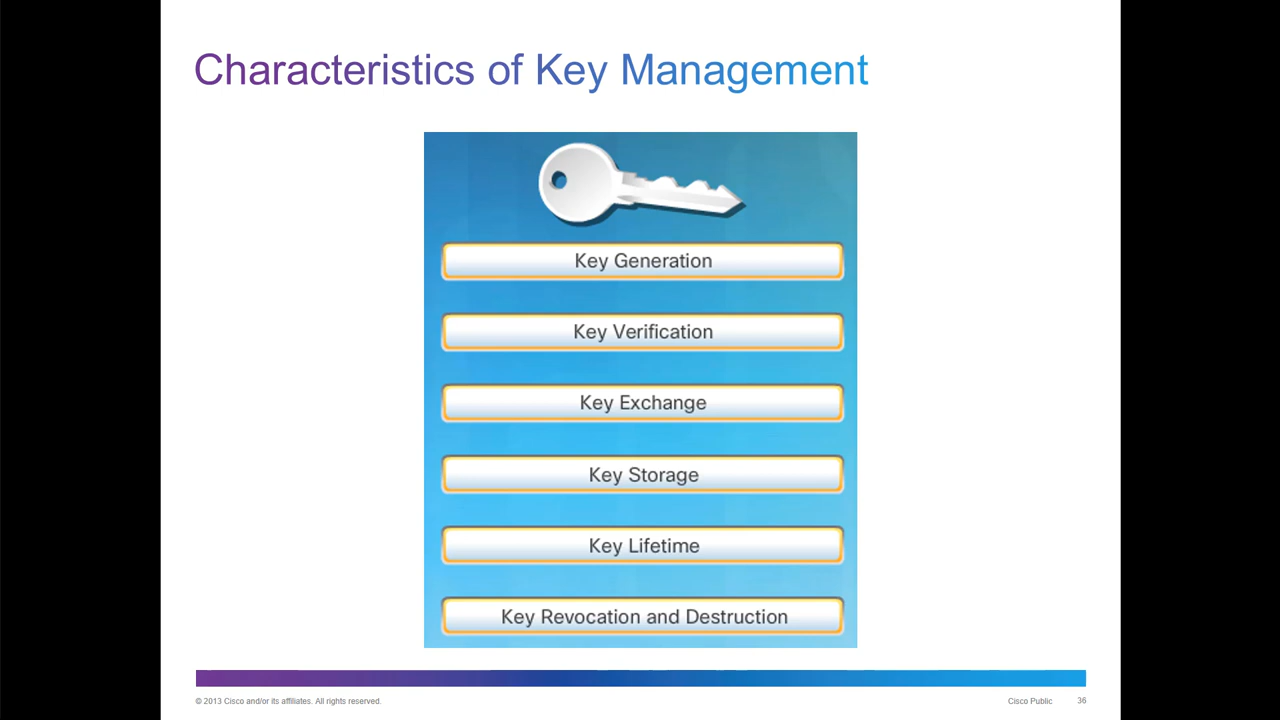 Characteristics of Key Management
Key Generation
Key Verification
Key Exchange
Key Storage
Key Lifetime
Key Revocation and Destruction
© 2013 Cisco and/or its affiliates. All rights reserved.
Cisco Public
36